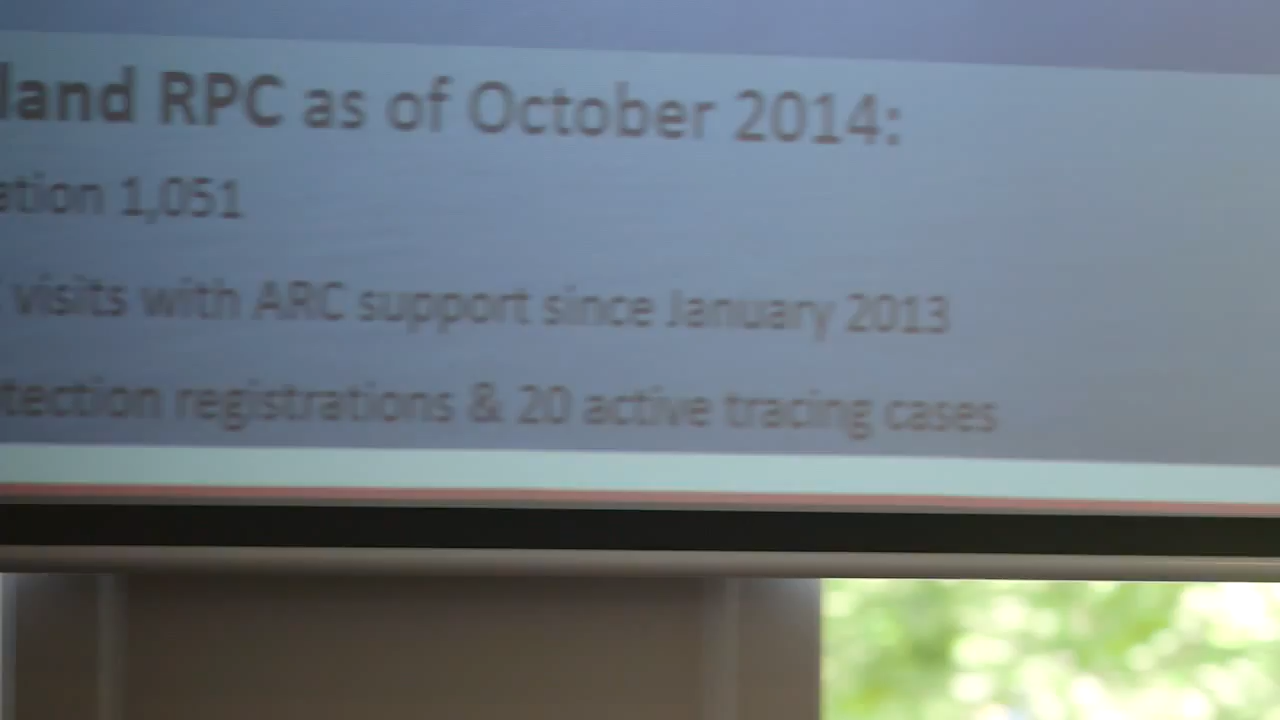 land RPC as of October 2014:
ation 1,051
visits with ARC support since January 2013
tection registrations & 20 active tracing cases